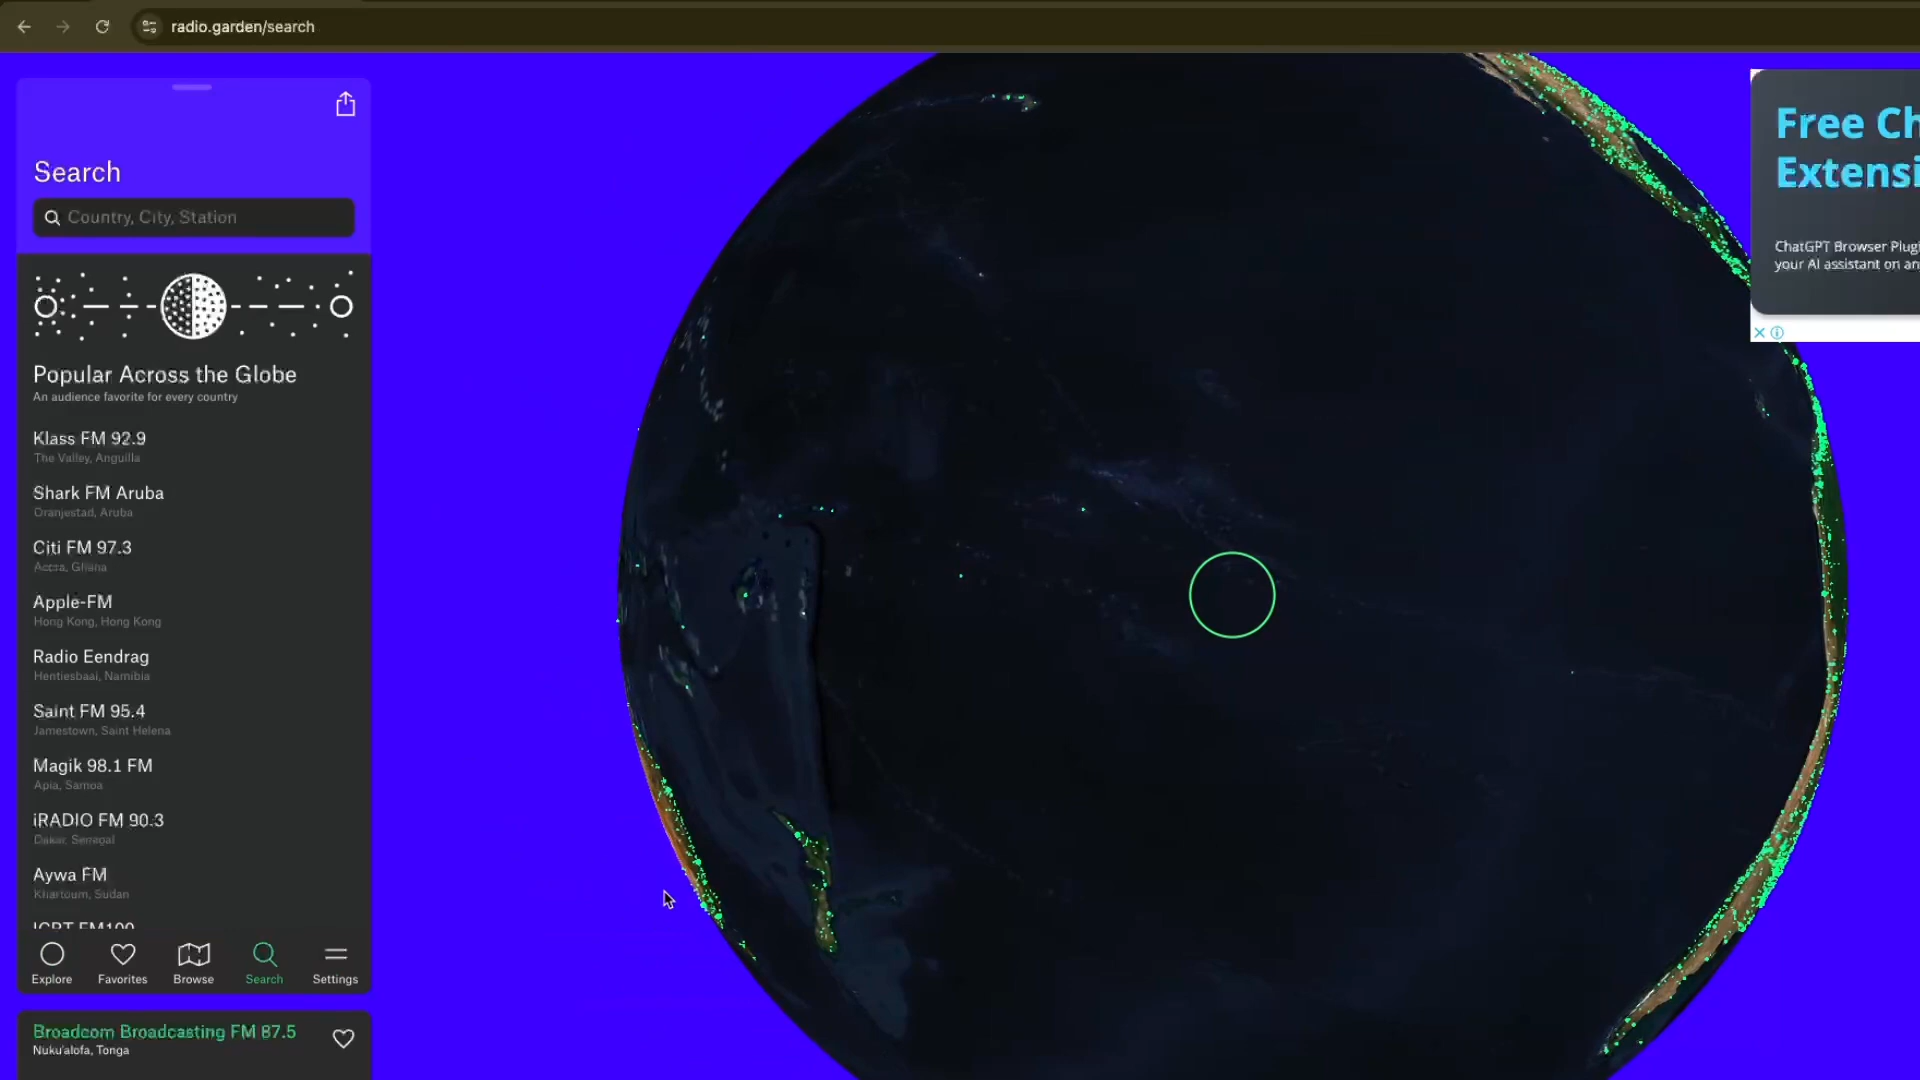 radio.garden/search
Search
Country, City, Station
Popular Across the Globe
An audience favorite for every country
Klass FM 92.9
The Valley, Anguilla
Shark FM Aruba
Oranjestad, Aruba
Citi FM 97.3
Accra, Ghana
Apple-FM
Hong Kong, Hong Kong
Radio Eendrag
Hentiesbaai, Namibia
Saint FM 95.4
Jamestown, Saint Helena
Magik 98.1 FM
Apia, Samoa
iRADIO FM 90.3
Dakar, Senegal
Aywa FM
Khartoum, Sudan
ICRT FM100
Explore Favorites Browse Search Settings
Broadcom Broadcasting FM 87.5
Nuku'alofa, Tonga
Free Ch
Extensi
ChatGPT Browser Plugi
your AI assistant on an